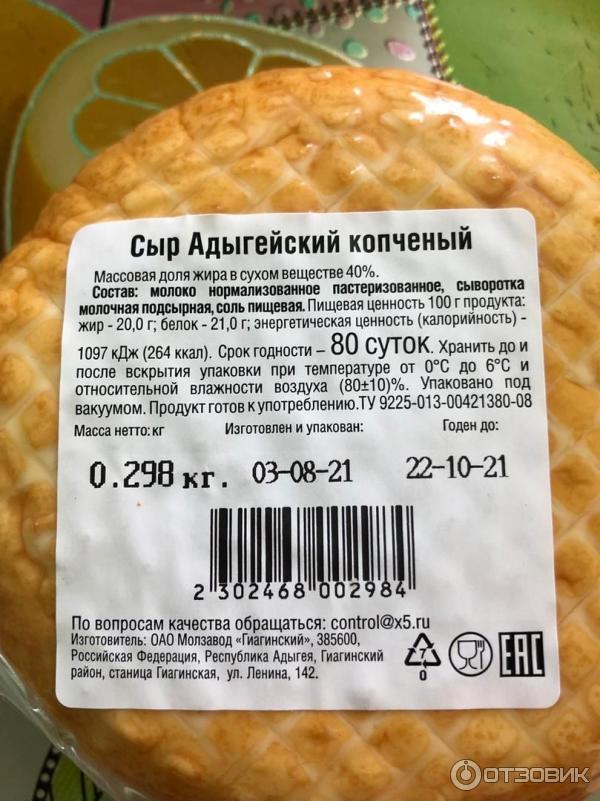 Сыр Адыгейский копченый
Массовая доля жира в сухом веществе 40%.
Состав: молоко нормализованное пастеризованное, сыворотка
молочная подсырная, соль пищевая. Пищевая ценность 100 г продукта:
жир - 20,0 г; белок - 21,0 г; энергетическая ценность (калорийность) -
1097 кДж (264 ккал). Срок годности – 80 суток. Хранить до и
после вскрытия упаковки при температуре от 0°С до 6°С и
относительной влажности воздуха (80±10)%. Упаковано под
вакуумом. Продукт готов к употреблению. ТУ 9225-013-00421380-08
Масса нетто: кг Изготовлен и упакован: Годен до:
0.298 кг. 03-08-21 22-10-21
2 302468 002984
По вопросам качества обращаться: control@x5.ru
Изготовитель: ОАО Молзавод «Гиагинский», 385600,
Российская Федерация, Республика Адыгея, Гиагинский
район, станица Гиагинская, ул. Ленина, 142.
7
0
EAC
ОТЗОВИК